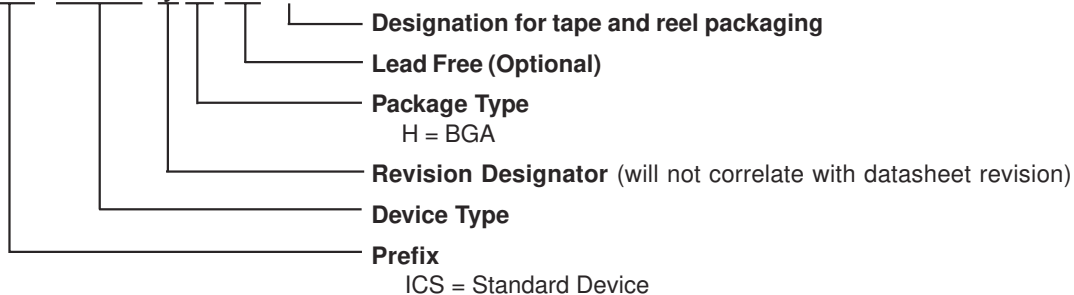 Designation for tape and reel packaging
Lead Free (Optional)
Package Type
H = BGA
Revision Designator (will not correlate with datasheet revision)
Device Type
Prefix
ICS = Standard Device